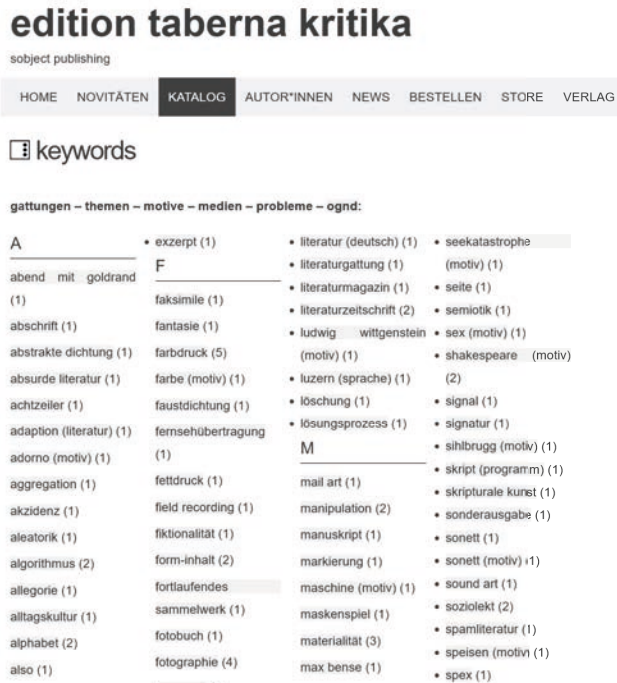 edition taberna kritika
sobject publishing
HOME NOVITÄTEN KATALOG AUTOR*INNEN NEWS BESTELLEN STORE VERLAG
keywords
gattungen – themen – motive – medien – probleme – ognd:
A
abend mit goldrand
(1)
abschrift (1)
abstrakte dichtung (1)
absurde literatur (1)
achtzeiler (1)
adaption (literatur) (1)
adorno (motiv) (1)
aggregation (1)
akzidenz (1)
aleatorik (1)
algorithmus (2)
allegorie (1)
alltagskultur (1)
alphabet (2)
also (1)
• exzerpt (1)
F
faksimile (1)
fantasie (1)
farbdruck (5)
farbe (motiv) (1)
faustdichtung (1)
fernsehübertragung
(1)
fettdruck (1)
field recording (1)
fiktionalität (1)
form-inhalt (2)
fortlaufendes
sammelwerk (1)
fotobuch (1)
fotographie (4)
• literatur (deutsch) (1)
• literaturgattung (1)
• literaturmagazin (1)
• literaturzeitschrift (2)
• ludwig wittgenstein
(motiv) (1)
• luzern (sprache) (1)
• löschung (1)
• lösungsprozess (1)
M
mail art (1)
manipulation (2)
manuskript (1)
markierung (1)
maschine (motiv) (1)
maskenspiel (1)
materialität (3)
max bense (1)
• seekatastrophe
(motiv) (1)
• seite (1)
• semiotik (1)
• sex (motiv) (1)
• shakespeare (motiv)
(2)
• signal (1)
• signatur (1)
• sihlbrugg (motiv) (1)
• skript (programm) (1)
• skripturale kunst (1)
• sonderausgabe (1)
• sonett (1)
• sonett (motiv) (1)
• sound art (1)
• soziolekt (2)
• spamliteratur (1)
• speisen (motiv) (1)
• spex (1)